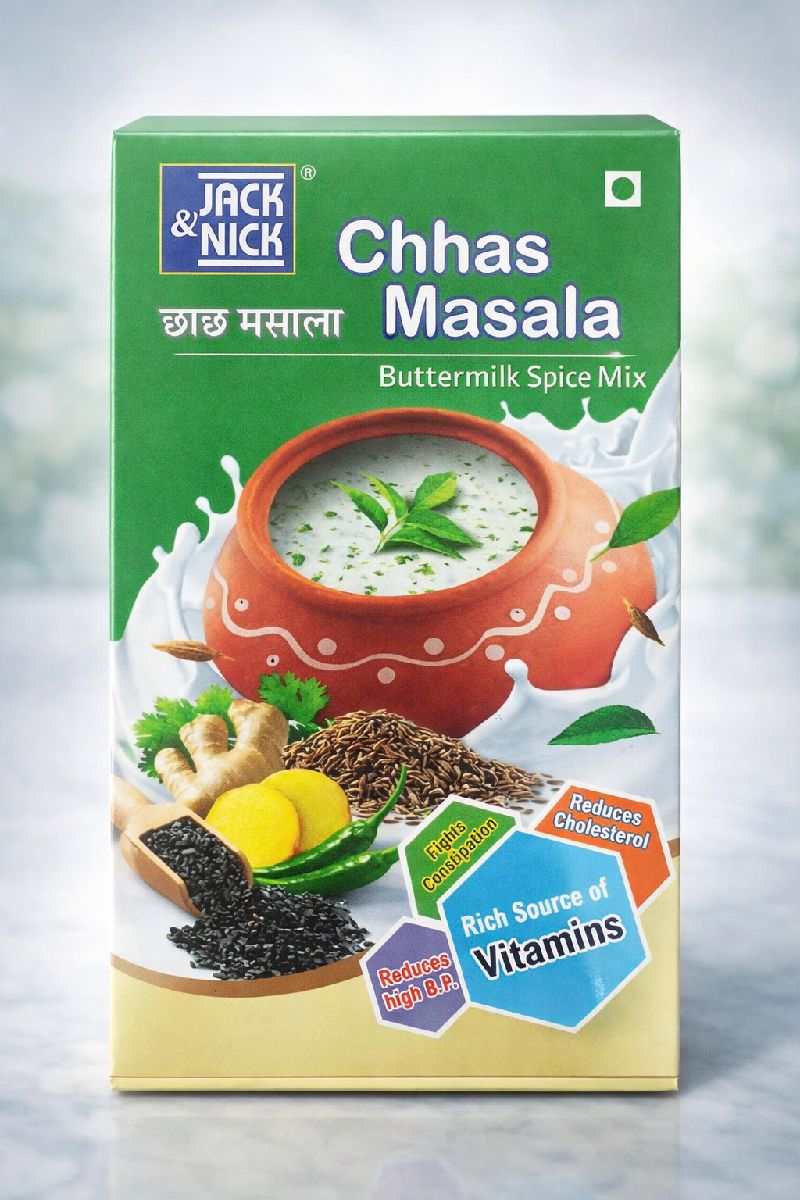 JACK
& NICK
®
Chhas
Masala
छाछ मसाला
Buttermilk Spice Mix
Fights
Constipation
Reduces
Cholesterol
Rich Source of
Vitamins
Reduces
high B.P.